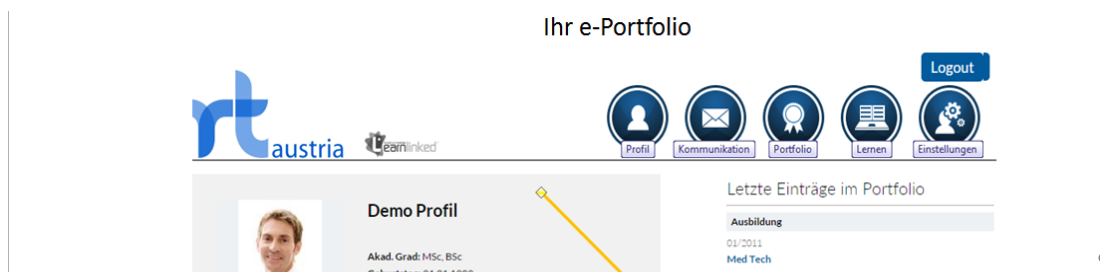 Ihr e-Portfolio
Logout
rt austria
Learnlinked
Profil
Kommunikation
Portfolio
Lernen
Einstellungen
Demo Profil
Akad. Grad: MSc, BSc
Letzte Einträge im Portfolio
Ausbildung
01/2011
Med Tech